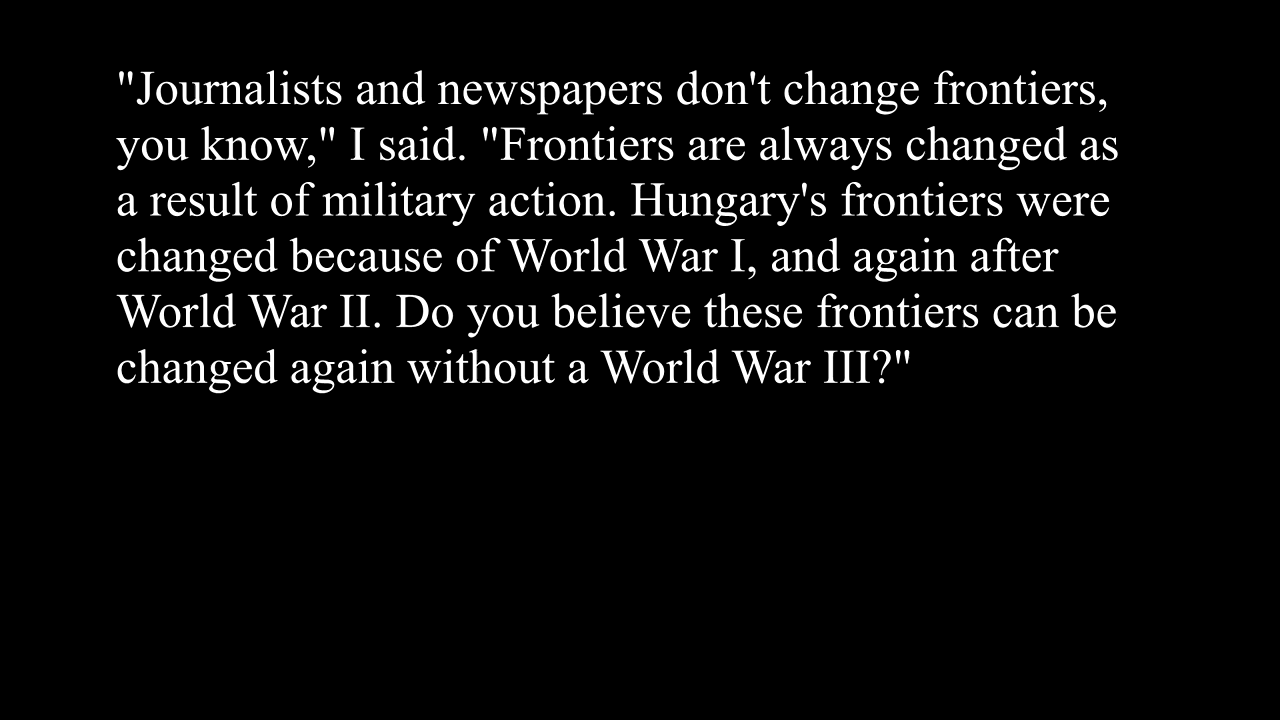 "Journalists and newspapers don't change frontiers,
you know," I said. "Frontiers are always changed as
a result of military action. Hungary's frontiers were
changed because of World War I, and again after
World War II. Do you believe these frontiers can be
changed again without a World War III?"